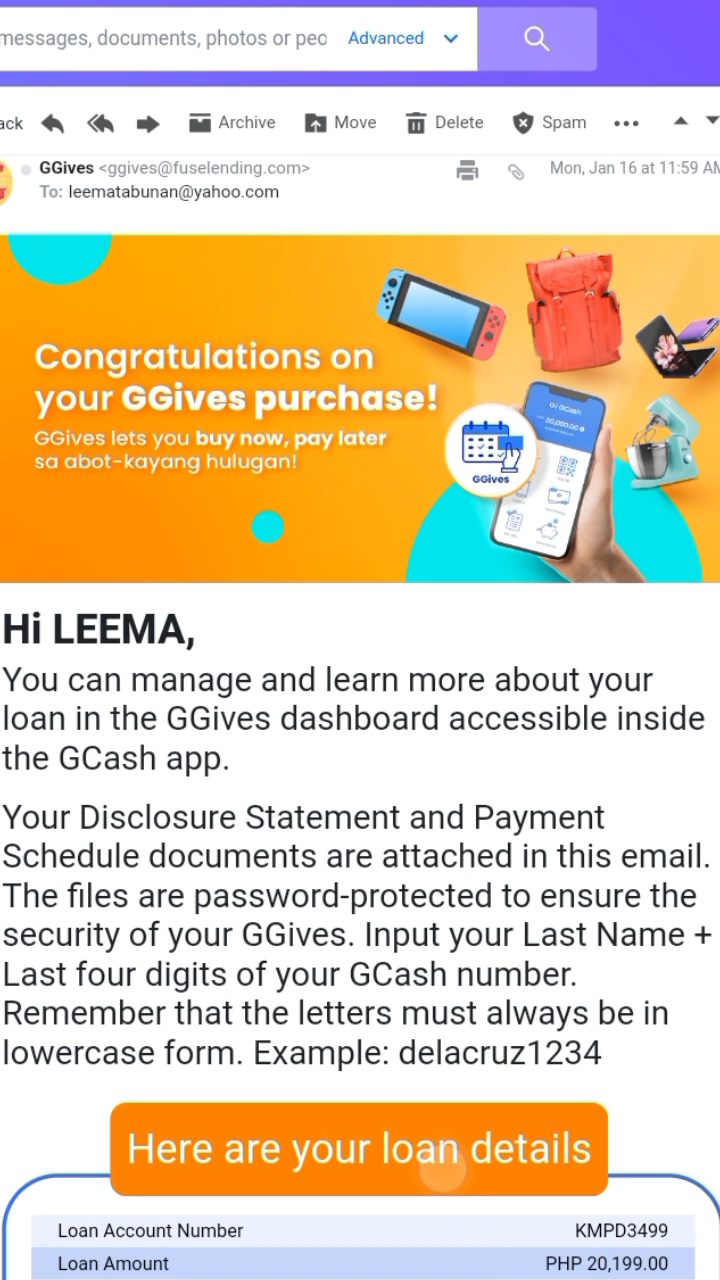 messages, documents, photos or peo Advanced
ack Archive Move Delete Spam
GGives <ggives@fuselending.com> Mon, Jan 16 at 11:59 AM
To: leematabunan@yahoo.com
Congratulations on
your GGives purchase!
GGives lets you buy now, pay later
sa abot-kayang hulugan!
GGives
Hi LEEMA,
You can manage and learn more about your
loan in the GGives dashboard accessible inside
the GCash app.
Your Disclosure Statement and Payment
Schedule documents are attached in this email.
The files are password-protected to ensure the
security of your GGives. Input your Last Name +
Last four digits of your GCash number.
Remember that the letters must always be in
lowercase form. Example: delacruz1234
Here are your loan details
Loan Account Number KMPD3499
Loan Amount PHP 20,199.00